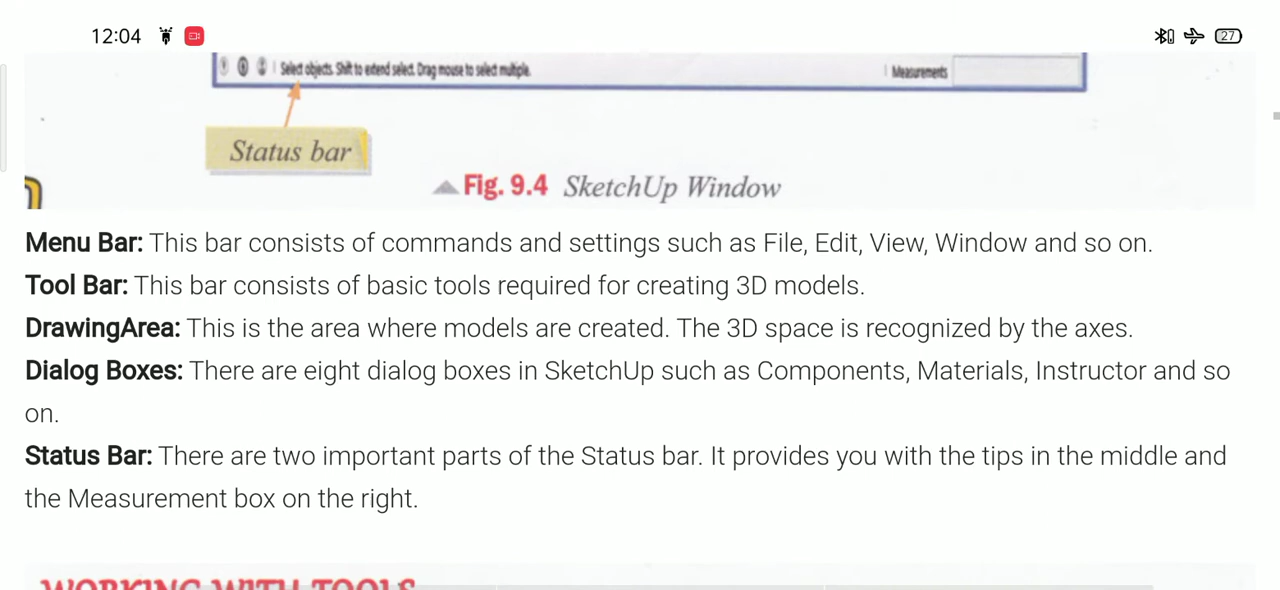 12:04
27
Select objects. Shift to extend select. Drag mouse to select multiple.
Measurements
Status bar
Fig. 9.4 SketchUp Window
Menu Bar: This bar consists of commands and settings such as File, Edit, View, Window and so on.
Tool Bar: This bar consists of basic tools required for creating 3D models.
DrawingArea: This is the area where models are created. The 3D space is recognized by the axes.
Dialog Boxes: There are eight dialog boxes in SketchUp such as Components, Materials, Instructor and so
on.
Status Bar: There are two important parts of the Status bar. It provides you with the tips in the middle and
the Measurement box on the right.
WORKING WITH TOOLS